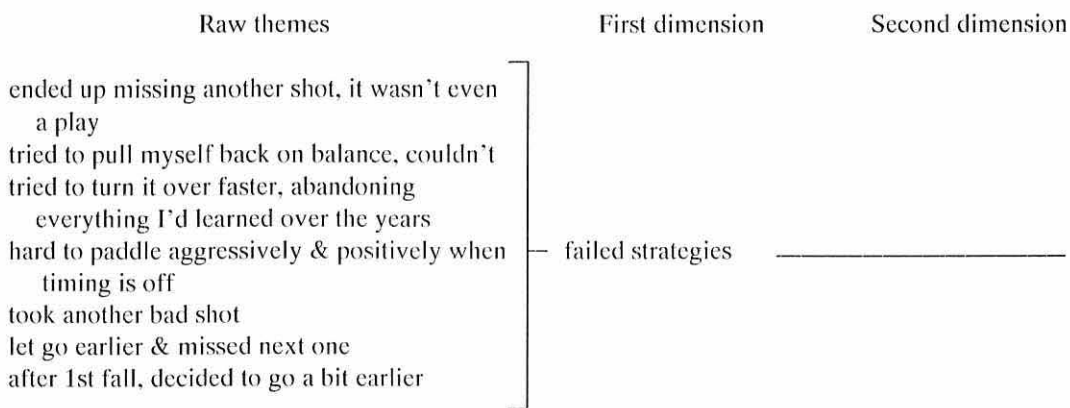 Raw themes First dimension Second dimension
ended up missing another shot, it wasn't even
a play
tried to pull myself back on balance, couldn't
tried to turn it over faster, abandoning
everything I'd learned over the years
hard to paddle aggressively & positively when
timing is off
failed strategies
took another bad shot
let go earlier & missed next one
after 1st fall, decided to go a bit earlier